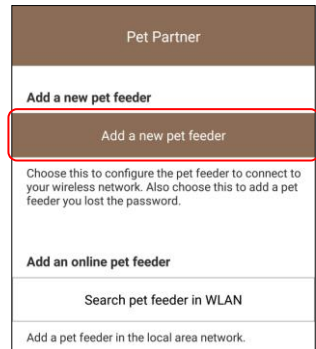 Pet Partner
Add a new pet feeder
Add a new pet feeder
Choose this to configure the pet feeder to connect to
your wireless network. Also choose this to add a pet
feeder you lost the password.
Add an online pet feeder
Search pet feeder in WLAN
Add a pet feeder in the local area network.